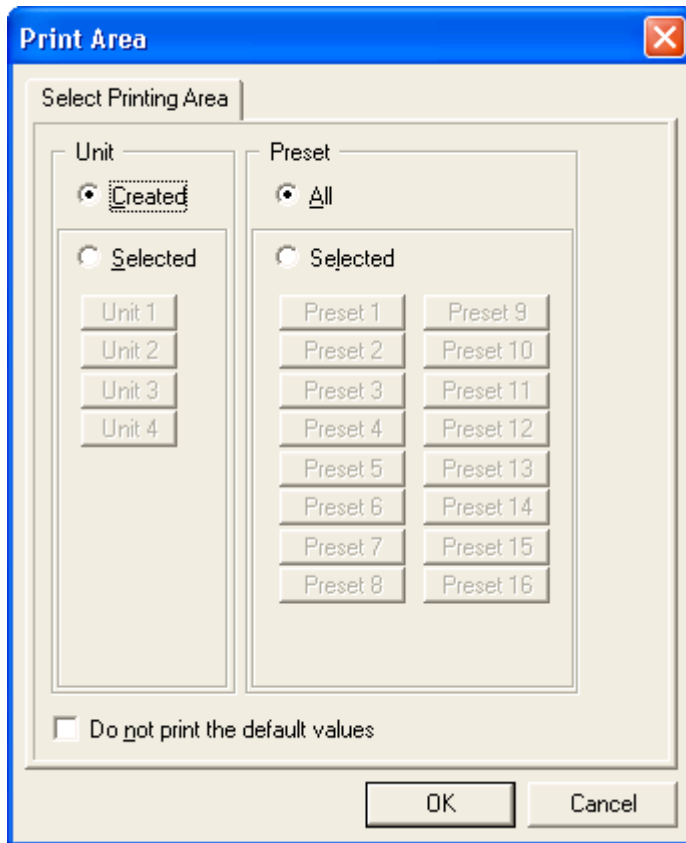 Print Area
Select Printing Area
Unit
Created
Selected
Unit 1
Unit 2
Unit 3
Unit 4
Preset
All
Selected
Preset 1
Preset 2
Preset 3
Preset 4
Preset 5
Preset 6
Preset 7
Preset 8
Preset 9
Preset 10
Preset 11
Preset 12
Preset 13
Preset 14
Preset 15
Preset 16
Do not print the default values
OK
Cancel